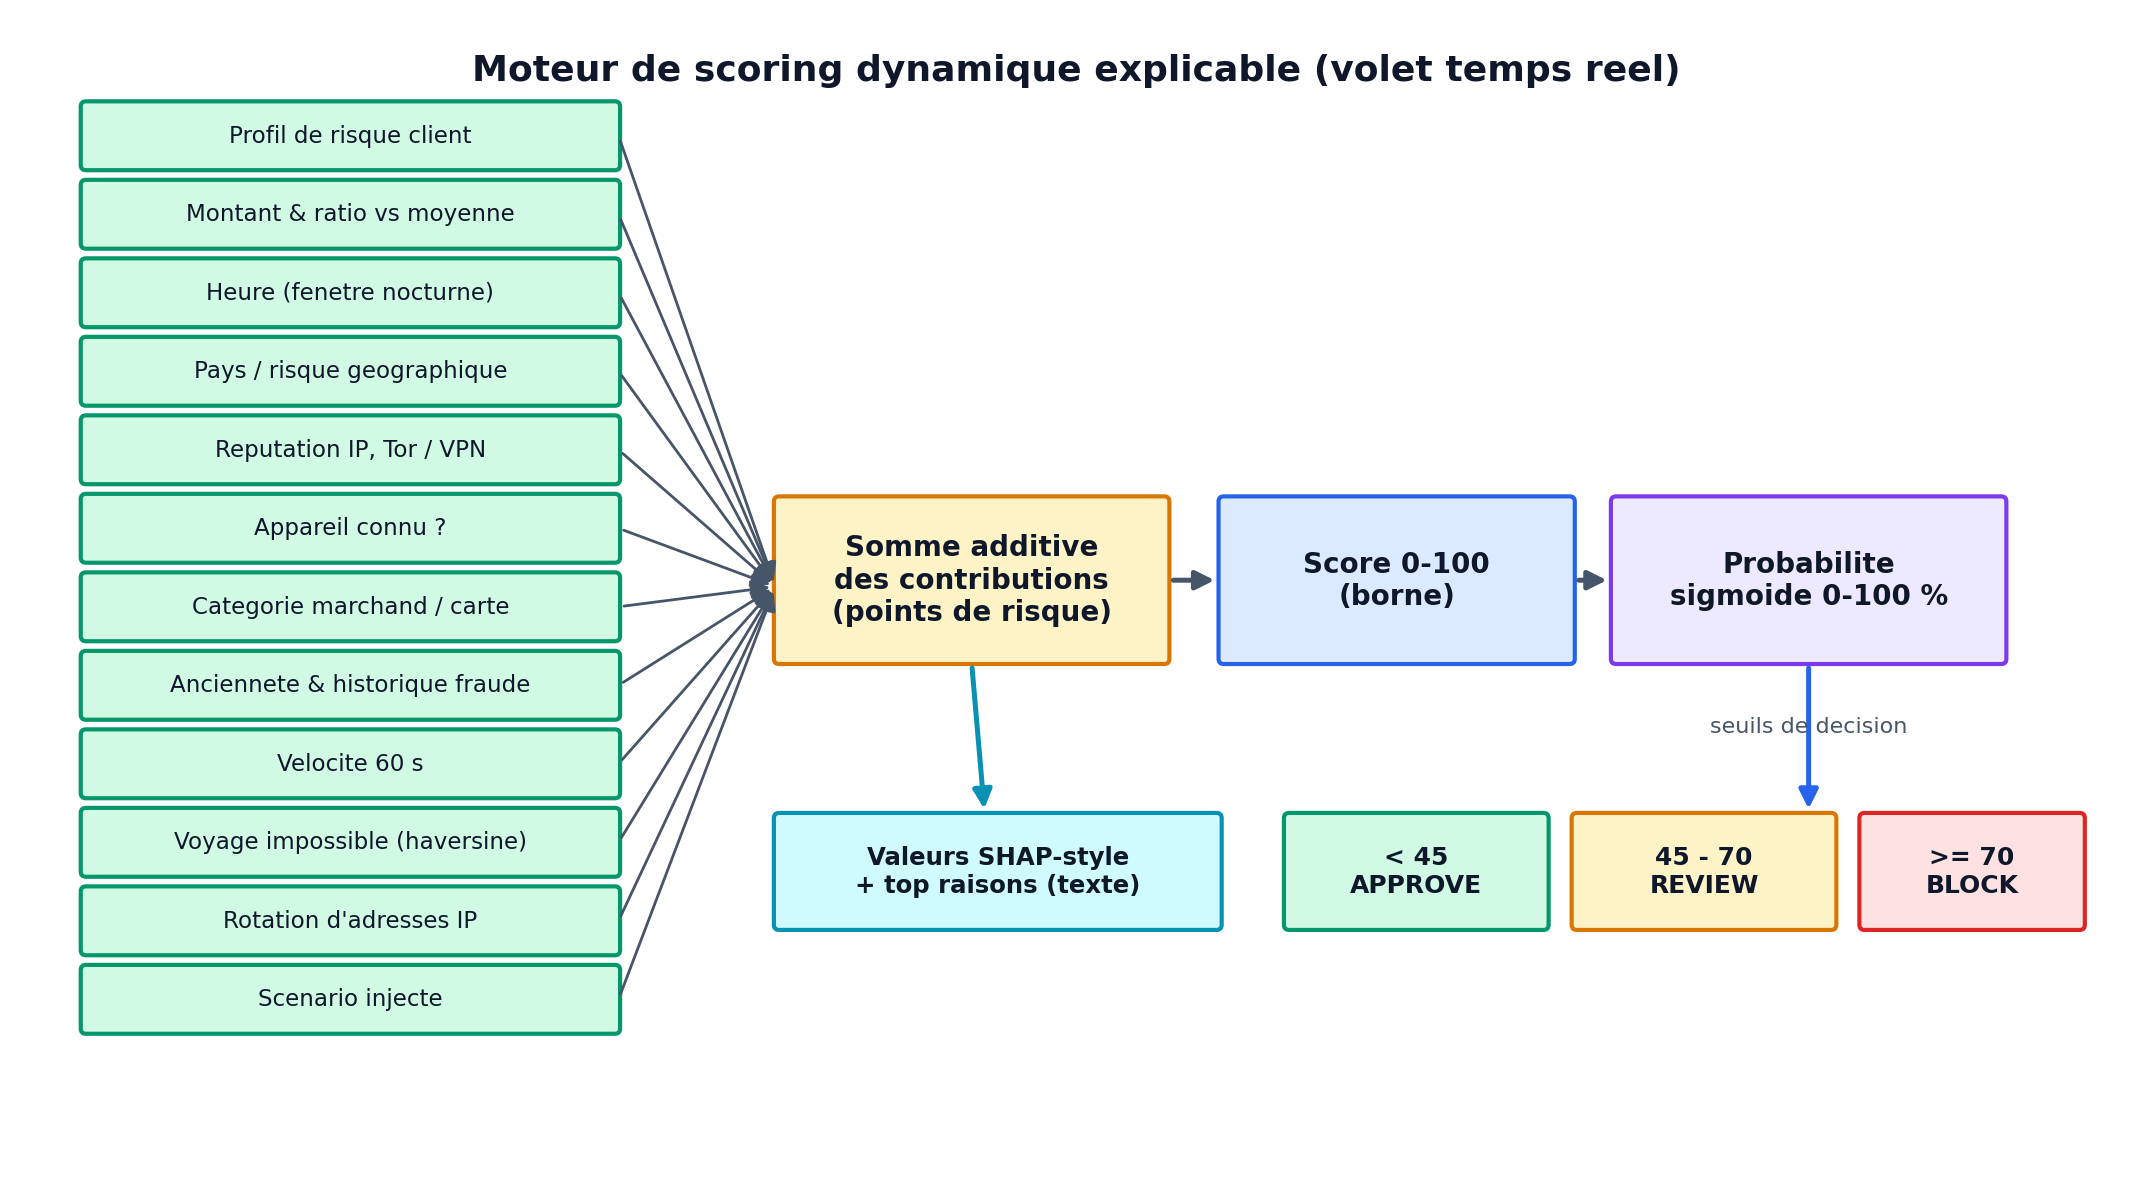 Moteur de scoring dynamique explicable (volet temps reel)
Profil de risque client
Montant & ratio vs moyenne
Heure (fenetre nocturne)
Pays / risque geographique
Reputation IP, Tor / VPN
Appareil connu ?
Categorie marchand / carte
Anciennete & historique fraude
Velocite 60 s
Voyage impossible (haversine)
Rotation d'adresses IP
Scenario injecte
Somme additive
des contributions
(points de risque)
Score 0-100
(borne)
Probabilite
sigmoide 0-100 %
seuils de decision
Valeurs SHAP-style
+ top raisons (texte)
< 45
APPROVE
45 - 70
REVIEW
>= 70
BLOCK